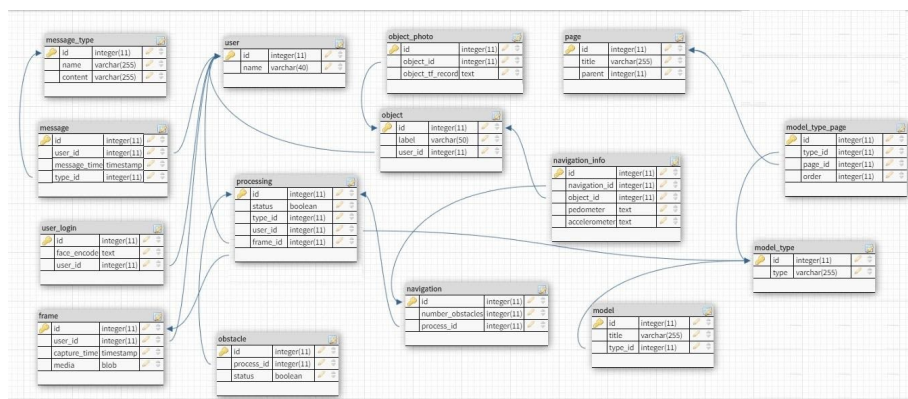 message_type
id integer(11)
name varchar(255)
content varchar(255)
user
id integer(11)
name varchar(40)
object_photo
id integer(11)
object_id integer(11)
object_tf_record text
page
id integer(11)
title varchar(255)
parent integer(11)
message
id integer(11)
user_id integer(11)
message_time timestamp
type_id integer(11)
object
id integer(11)
label varchar(50)
user_id integer(11)
model_type_page
id integer(11)
type_id integer(11)
page_id integer(11)
order integer(11)
navigation_info
id integer(11)
navigation_id integer(11)
object_id integer(11)
pedometer text
accelerometer text
processing
id integer(11)
status boolean
type_id integer(11)
user_id integer(11)
frame_id integer(11)
user_login
id integer(11)
face_encode text
user_id integer(11)
model_type
id integer(11)
type varchar(255)
navigation
id integer(11)
number_obstacles integer(11)
process_id integer(11)
model
id integer(11)
title varchar(255)
type_id integer(11)
frame
id integer(11)
user_id integer(11)
capture_time timestamp
media blob
obstacle
id integer(11)
process_id integer(11)
status boolean